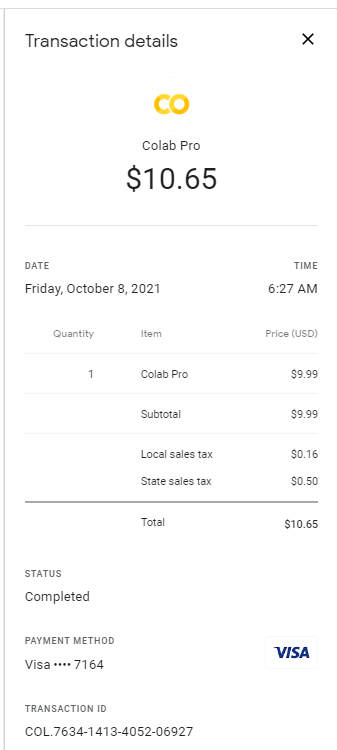 Transaction details
CO
Colab Pro
$10.65
DATE TIME
Friday, October 8, 2021 6:27 AM
Quantity Item Price (USD)
1 Colab Pro $9.99
Subtotal $9.99
Local sales tax $0.16
State sales tax $0.50
Total $10.65
STATUS
Completed
PAYMENT METHOD
VISA
Visa •••• 7164
TRANSACTION ID
COL.7634-1413-4052-06927